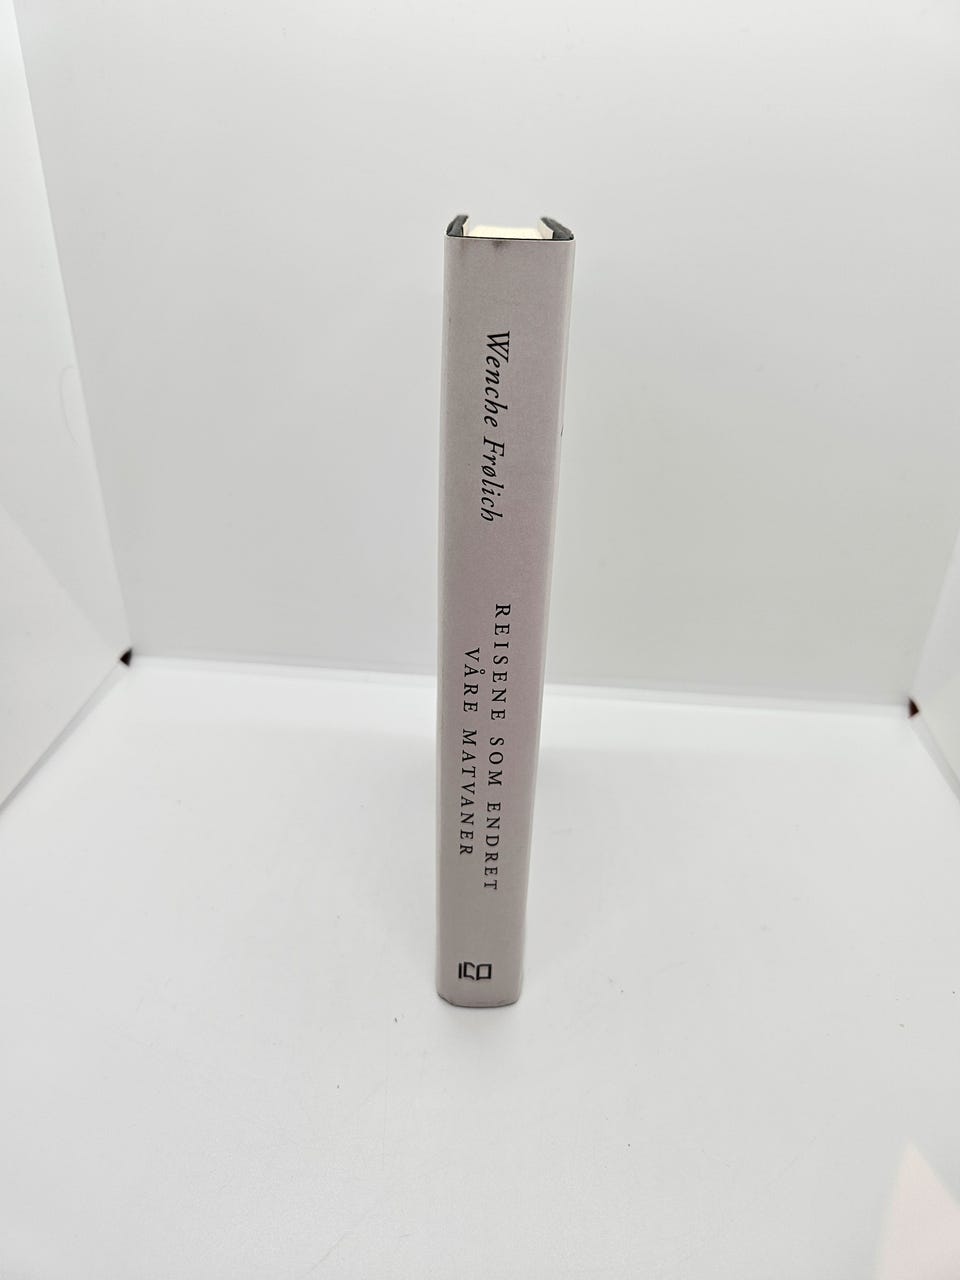 Wenche Frølich
REISENE SOM ENDRET
VÅRE MATVANER